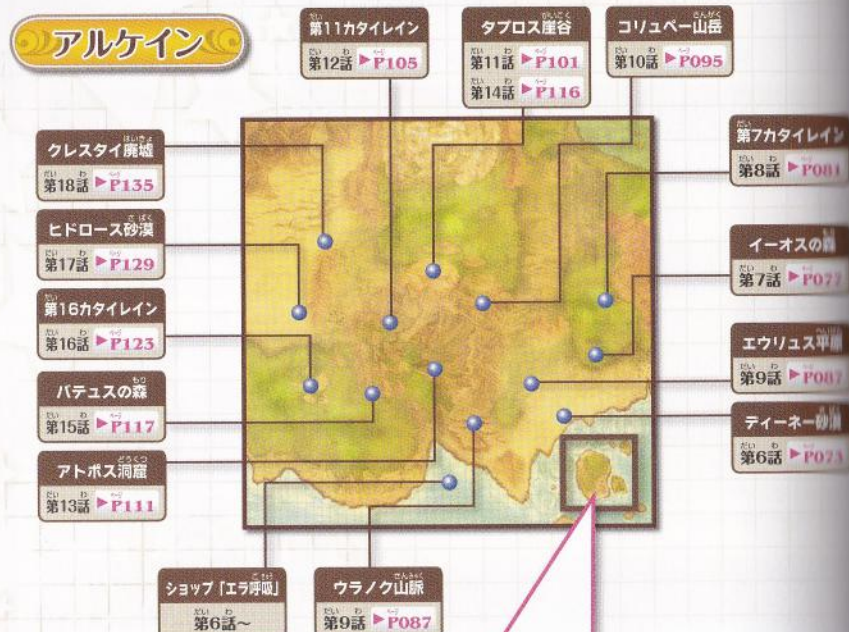 アルケイン
第11カタイレイン
第12話 ▶P105
タプロス崖谷
第11話 ▶P101
第14話 ▶P116
コリュペー山岳
第10話 ▶P095
クレスタイ廃墟
第18話 ▶P135
ヒドロース砂漠
第17話 ▶P129
第16カタイレイン
第16話 ▶P123
バテュスの森
第15話 ▶P117
アトポス洞窟
第13話 ▶P111
第7カタイレイン
第8話 ▶P081
イーオスの森
第7話 ▶P077
エウリュス平原
第9話 ▶P087
ディーネー砂
第6話 ▶P073
ショップ「エラ呼吸」
第6話～
ウラノク山脈
第9話 ▶P087